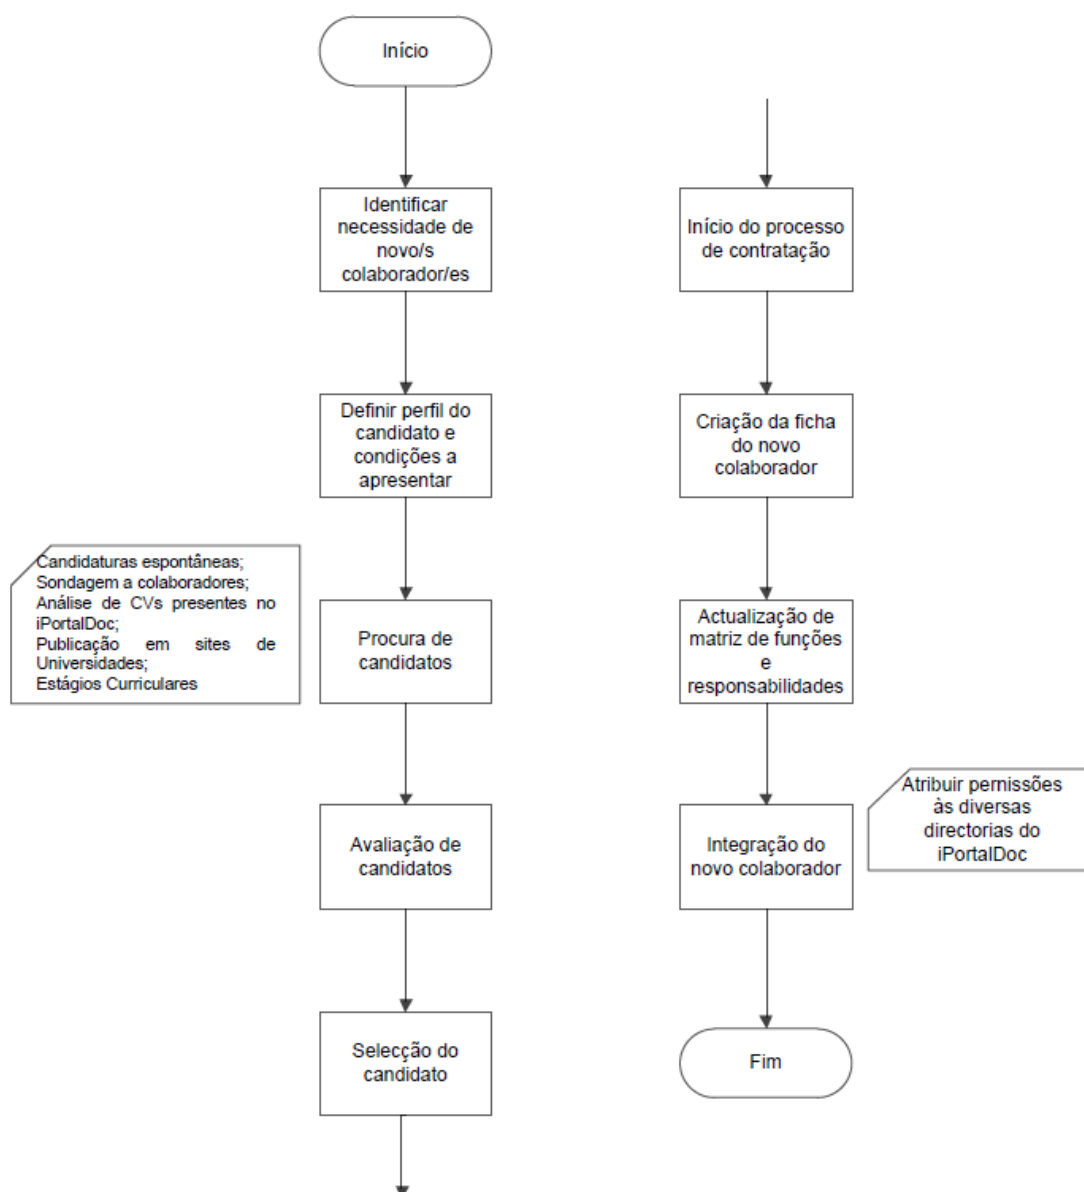 Início
Identificar
necessidade de
novo/s
colaborador/es
Definir perfil do
candidato e
condições a
apresentar
Candidaturas espontâneas;
Sondagem a colaboradores;
Análise de CVs presentes no
iPortalDoc;
Publicação em sites de
Universidades;
Estágios Curriculares
Procura de
candidatos
Avaliação de
candidatos
Selecção do
candidato
Início do processo
de contratação
Criação da ficha
do novo
colaborador
Actualização de
matriz de funções
e
responsabilidades
Integração do
novo colaborador
Atribuir pernissões
às diversas
directorias do
iPortalDoc
Fim